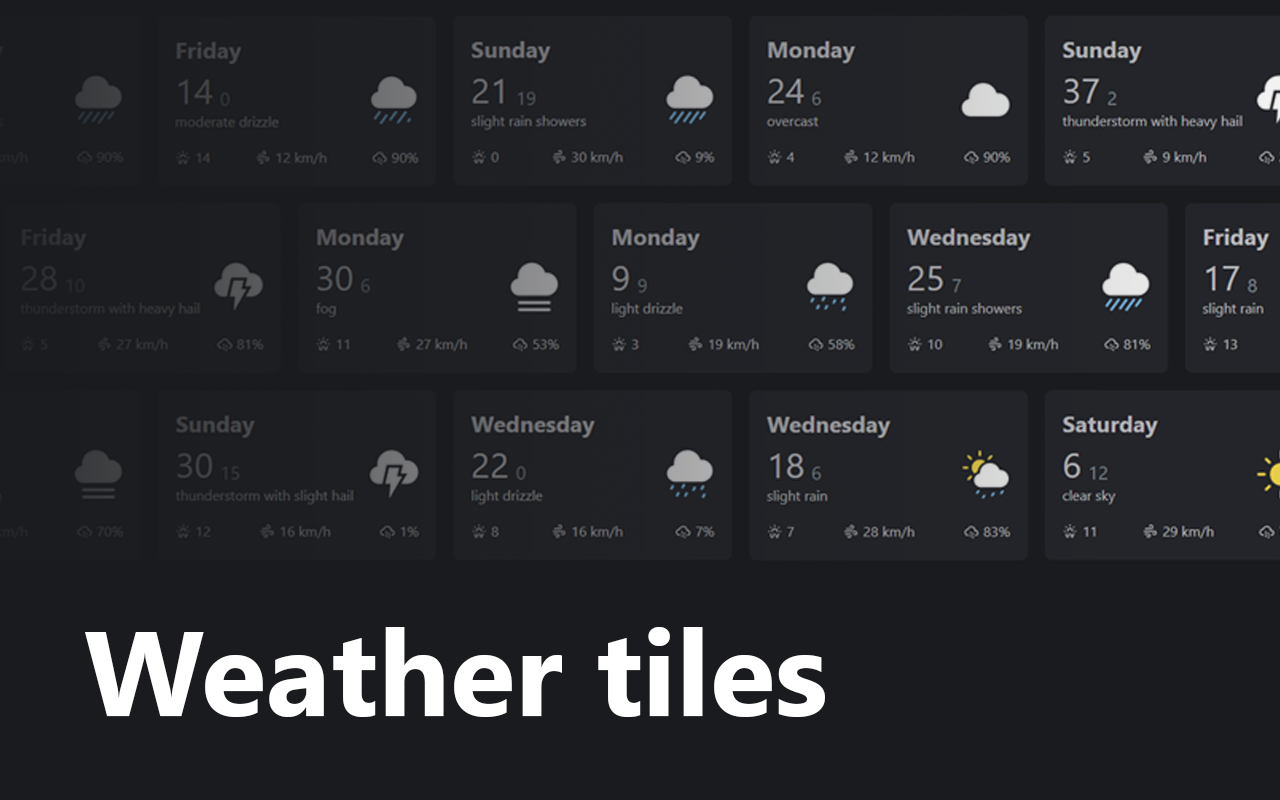 Friday
14 0
moderate drizzle
14 12 km/h 90%
Sunday
21 19
slight rain showers
0 30 km/h 9%
Monday
24 6
overcast
4 12 km/h 90%
Sunday
37 2
thunderstorm with heavy hail
5 9 km/h
90%
Friday
28 10
thunderstorm with heavy hail
5 27 km/h 81%
Monday
30 6
fog
11 27 km/h 53%
Monday
9 9
light drizzle
3 19 km/h 58%
Wednesday
25 7
slight rain showers
10 19 km/h 81%
Friday
17 8
slight rain
13
70%
Sunday
30 15
thunderstorm with slight hail
12 16 km/h 1%
Wednesday
22 0
light drizzle
8 16 km/h 7%
Wednesday
18 6
slight rain
7 28 km/h 83%
Saturday
6 12
clear sky
11 29 km/h
Weather tiles